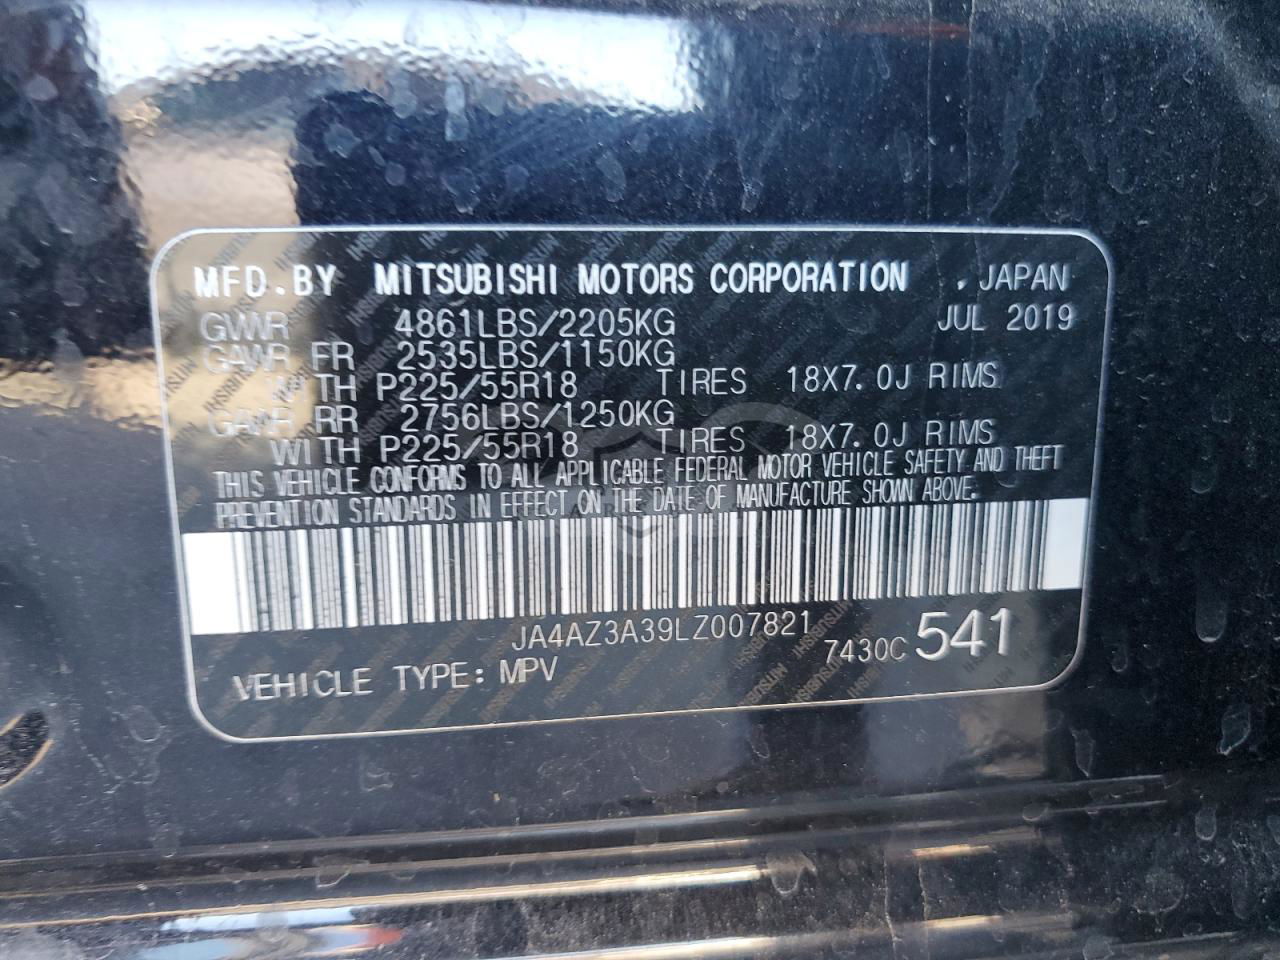 MFD.BY MITSUBISHI MOTORS CORPORATION , JAPAN
GVWR 4861LBS/2205KG JUL 2019
GAWR FR 2535LBS/1150KG
WITH P225/55R18 TIRES 18X7.0J RIMS
GAWR RR 2756LBS/1250KG
WITH P225/55R18 TIRES 18X7.0J RIMS
THIS VEHICLE CONFORMS TO ALL APPLICABLE FEDERAL MOTOR VEHICLE SAFETY AND THEFT
PREVENTION STANDARDS IN EFFECT ON THE DATE OF MANUFACTURE SHOWN ABOVE.
JA4AZ3A39LZ007821
7430C 541
VEHICLE TYPE: MPV